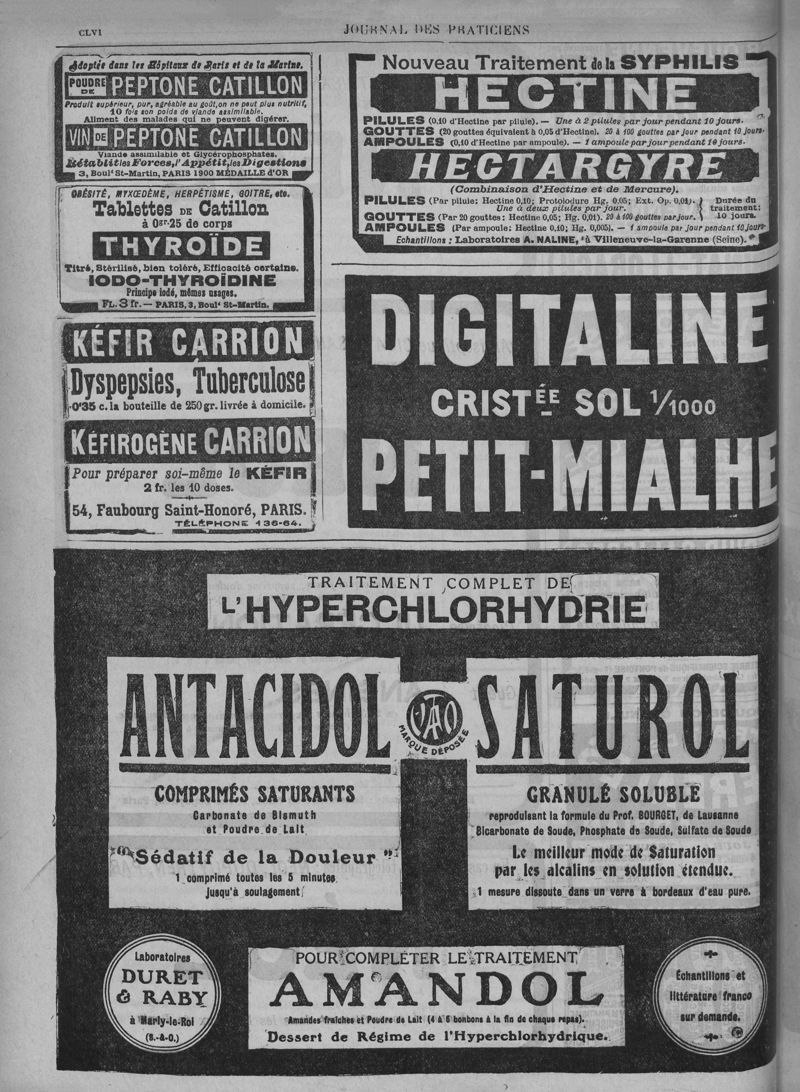 CLVI
JOURNAL DES PRATICIENS
Adoptée dans les Hôpitaux de Paris et de la Marine.
POUDRE DE PEPTONE CATILLON
Produit supérieur, pur, agréable au goût, on ne peut plus nutritif,
10 fois son poids de viande assimilable.
Aliment des malades qui ne peuvent digérer.
VIN DE PEPTONE CATILLON
Viande assimilable et Glycérophosphates.
Rétablit les Forces, l'Appétit, les Digestions
3, Boulᵈ St-Martin, PARIS 1900 MÉDAILLE D'OR
OBÉSITÉ, MYXŒDÈME, HERPÉTISME, GOITRE, etc.
Tablettes DE Catillon
à 0gr.25 de corps
THYROÏDE
Titré, Stérilisé, bien toléré, Efficacité certaine.
IODO-THYROÏDINE
Principe iodé, mêmes usages.
FL. 3 fr. — PARIS, 3, Boulᵈ St-Martin.
KÉFIR CARRION
Dyspepsies, Tuberculose
0'35 c. la bouteille de 250 gr. livrée à domicile.
KÉFIROGÈNE CARRION
Pour préparer soi-même le KÉFIR
2 fr. les 10 doses.
54, Faubourg Saint-Honoré, PARIS.
TÉLÉPHONE 136-64.
Nouveau Traitement de la SYPHILIS
HECTINE
PILULES (0,10 d'Hectine par pilule). — Une à 2 pilules par jour pendant 10 jours.
GOUTTES (20 gouttes équivalent à 0,05 d'Hectine). 20 à 100 gouttes par jour pendant 10 jours.
AMPOULES (0,10 d'Hectine par ampoule). — 1 ampoule par jour pendant 10 jours.
HECTARGYRE
(Combinaison d'Hectine et de Mercure).
PILULES (Par pilule: Hectine 0,10; Protoiodure Hg. 0,05; Ext. Op. 0,01).
Une à deux pilules par jour.
GOUTTES (Par 20 gouttes: Hectine 0,05; Hg. 0,01). 20 à 100 gouttes par jour.
Durée du
traitement:
10 jours.
AMPOULES (Par ampoule: Hectine 0,10; Hg. 0,005). — 1 ampoule par jour pendant 10 jours.
Echantillons: Laboratoires A. NALINE, à Villeneuve-la-Garenne (Seine).
DIGITALINE
CRISTÉE SOL 1/1000
PETIT-MIALHE
TRAITEMENT COMPLET DE
L'HYPERCHLORHYDRIE
ANTACIDOL
COMPRIMÉS SATURANTS
Carbonate de Bismuth
et Poudre de Lait
"Sédatif de la Douleur"
1 comprimé toutes les 5 minutes
jusqu'à soulagement
MARQUE DÉPOSÉE
SATUROL
GRANULÉ SOLUBLE
reproduisant la formule du Prof. BOURGET, de Lausanne
Bicarbonate de Soude, Phosphate de Soude, Sulfate de Soude
Le meilleur mode de Saturation
par les alcalins en solution étendue.
1 mesure dissoute dans un verre à bordeaux d'eau pure.
Laboratoires
DURET
& RABY
à Marly-le-Roi
(S.-&-O.)
POUR COMPLÉTER LE TRAITEMENT
AMANDOL
Amandes fraîches et Poudre de Lait (4 à 6 bonbons à la fin de chaque repas).
Dessert de Régime de l'Hyperchlorhydrique.
Échantillons et
littérature franco
sur demande.